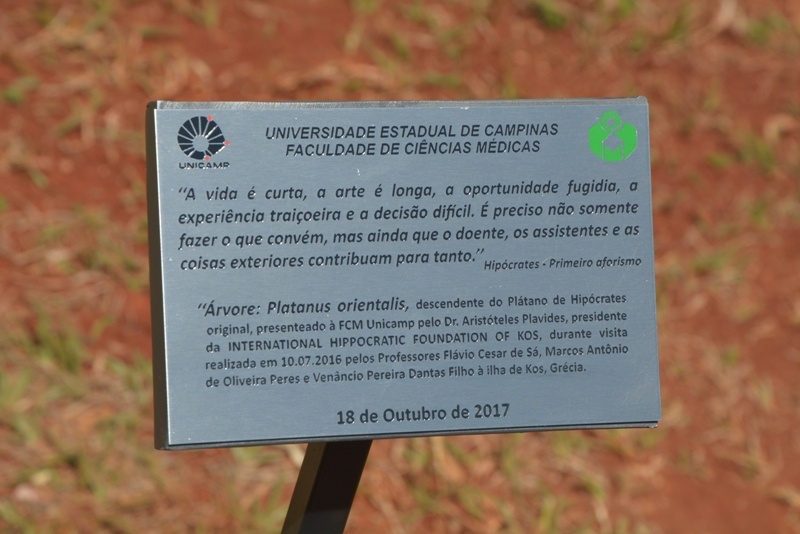 UNICAMP
UNIVERSIDADE ESTADUAL DE CAMPINAS
FACULDADE DE CIÊNCIAS MÉDICAS
“A vida é curta, a arte é longa, a oportunidade fugidia, a
experiência traiçoeira e a decisão difícil. É preciso não somente
fazer o que convém, mas ainda que o doente, os assistentes e as
coisas exteriores contribuam para tanto.”
Hipócrates - Primeiro aforismo
“Árvore: Platanus orientalis, descendente do Plátano de Hipócrates
original, presenteado à FCM Unicamp pelo Dr. Aristóteles Plavides, presidente
da INTERNATIONAL HIPPOCRATIC FOUNDATION OF KOS, durante visita
realizada em 10.07.2016 pelos Professores Flávio Cesar de Sá, Marcos Antônio
de Oliveira Peres e Venâncio Pereira Dantas Filho à ilha de Kos, Grécia.
18 de Outubro de 2017